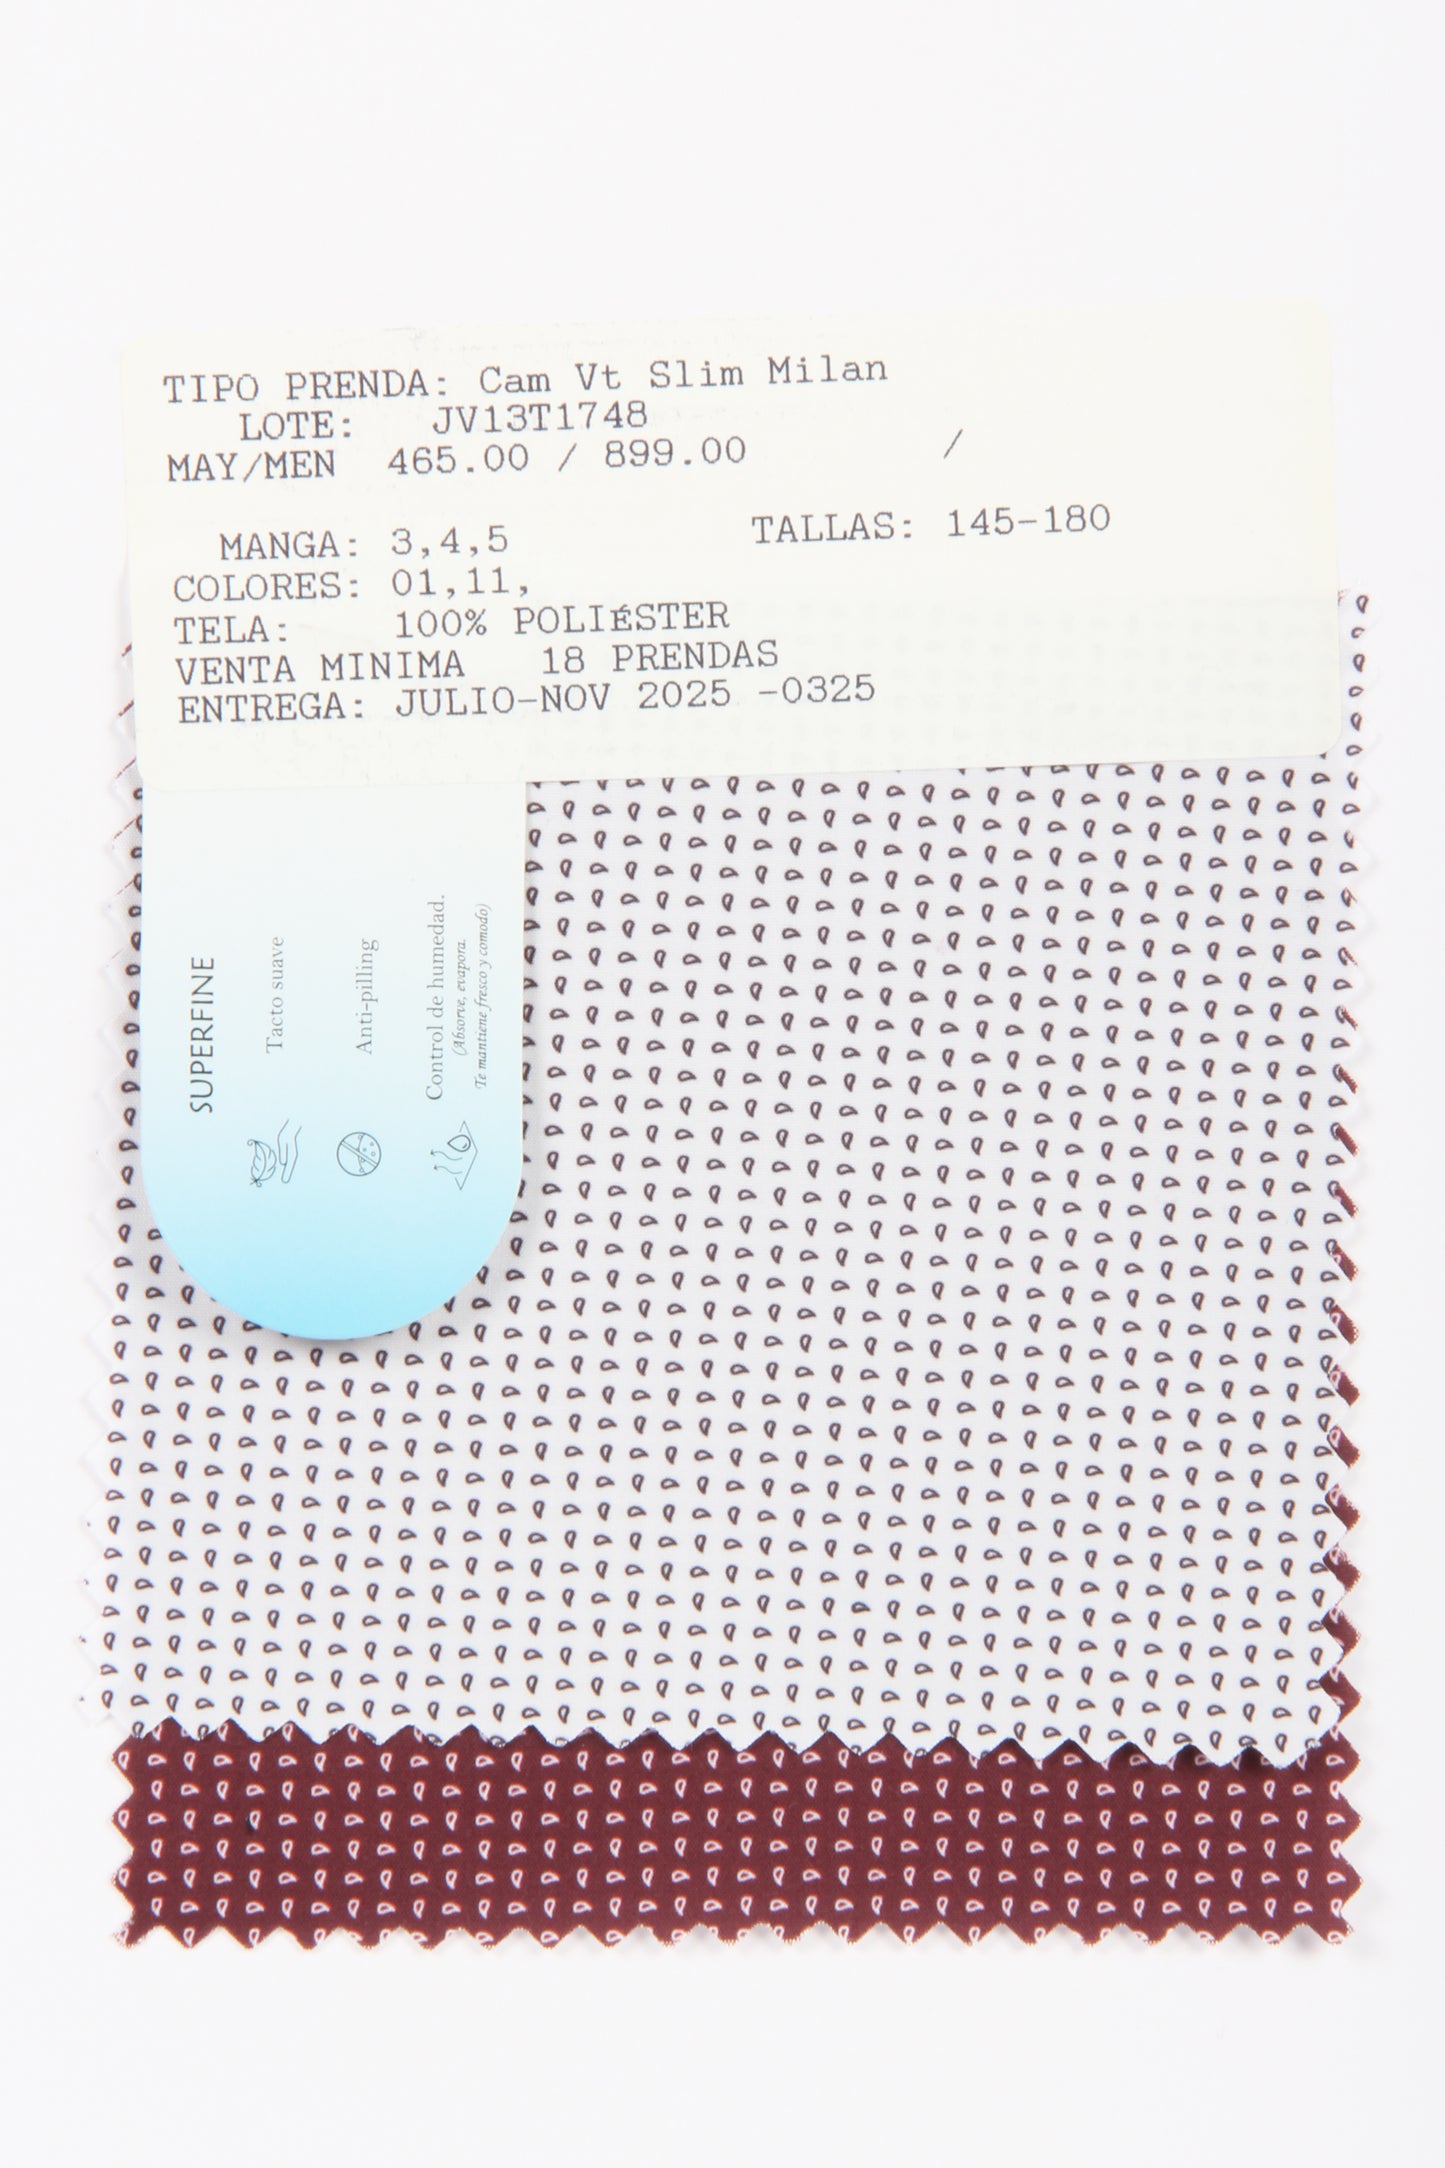 TIPO PRENDA: Cam Vt Slim Milan
LOTE: JV13T1748
MAY/MEN 465.00 / 899.00 /
MANGA: 3,4,5 TALLAS: 145-180
COLORES: 01,11,
TELA: 100% POLIÉSTER
VENTA MINIMA 18 PRENDAS
ENTREGA: JULIO-NOV 2025 -0325
SUPERFINE
Tacto suave
Anti-pilling
Control de humedad.
(Absorve, evapora.
Te mantiene fresco y comodo)